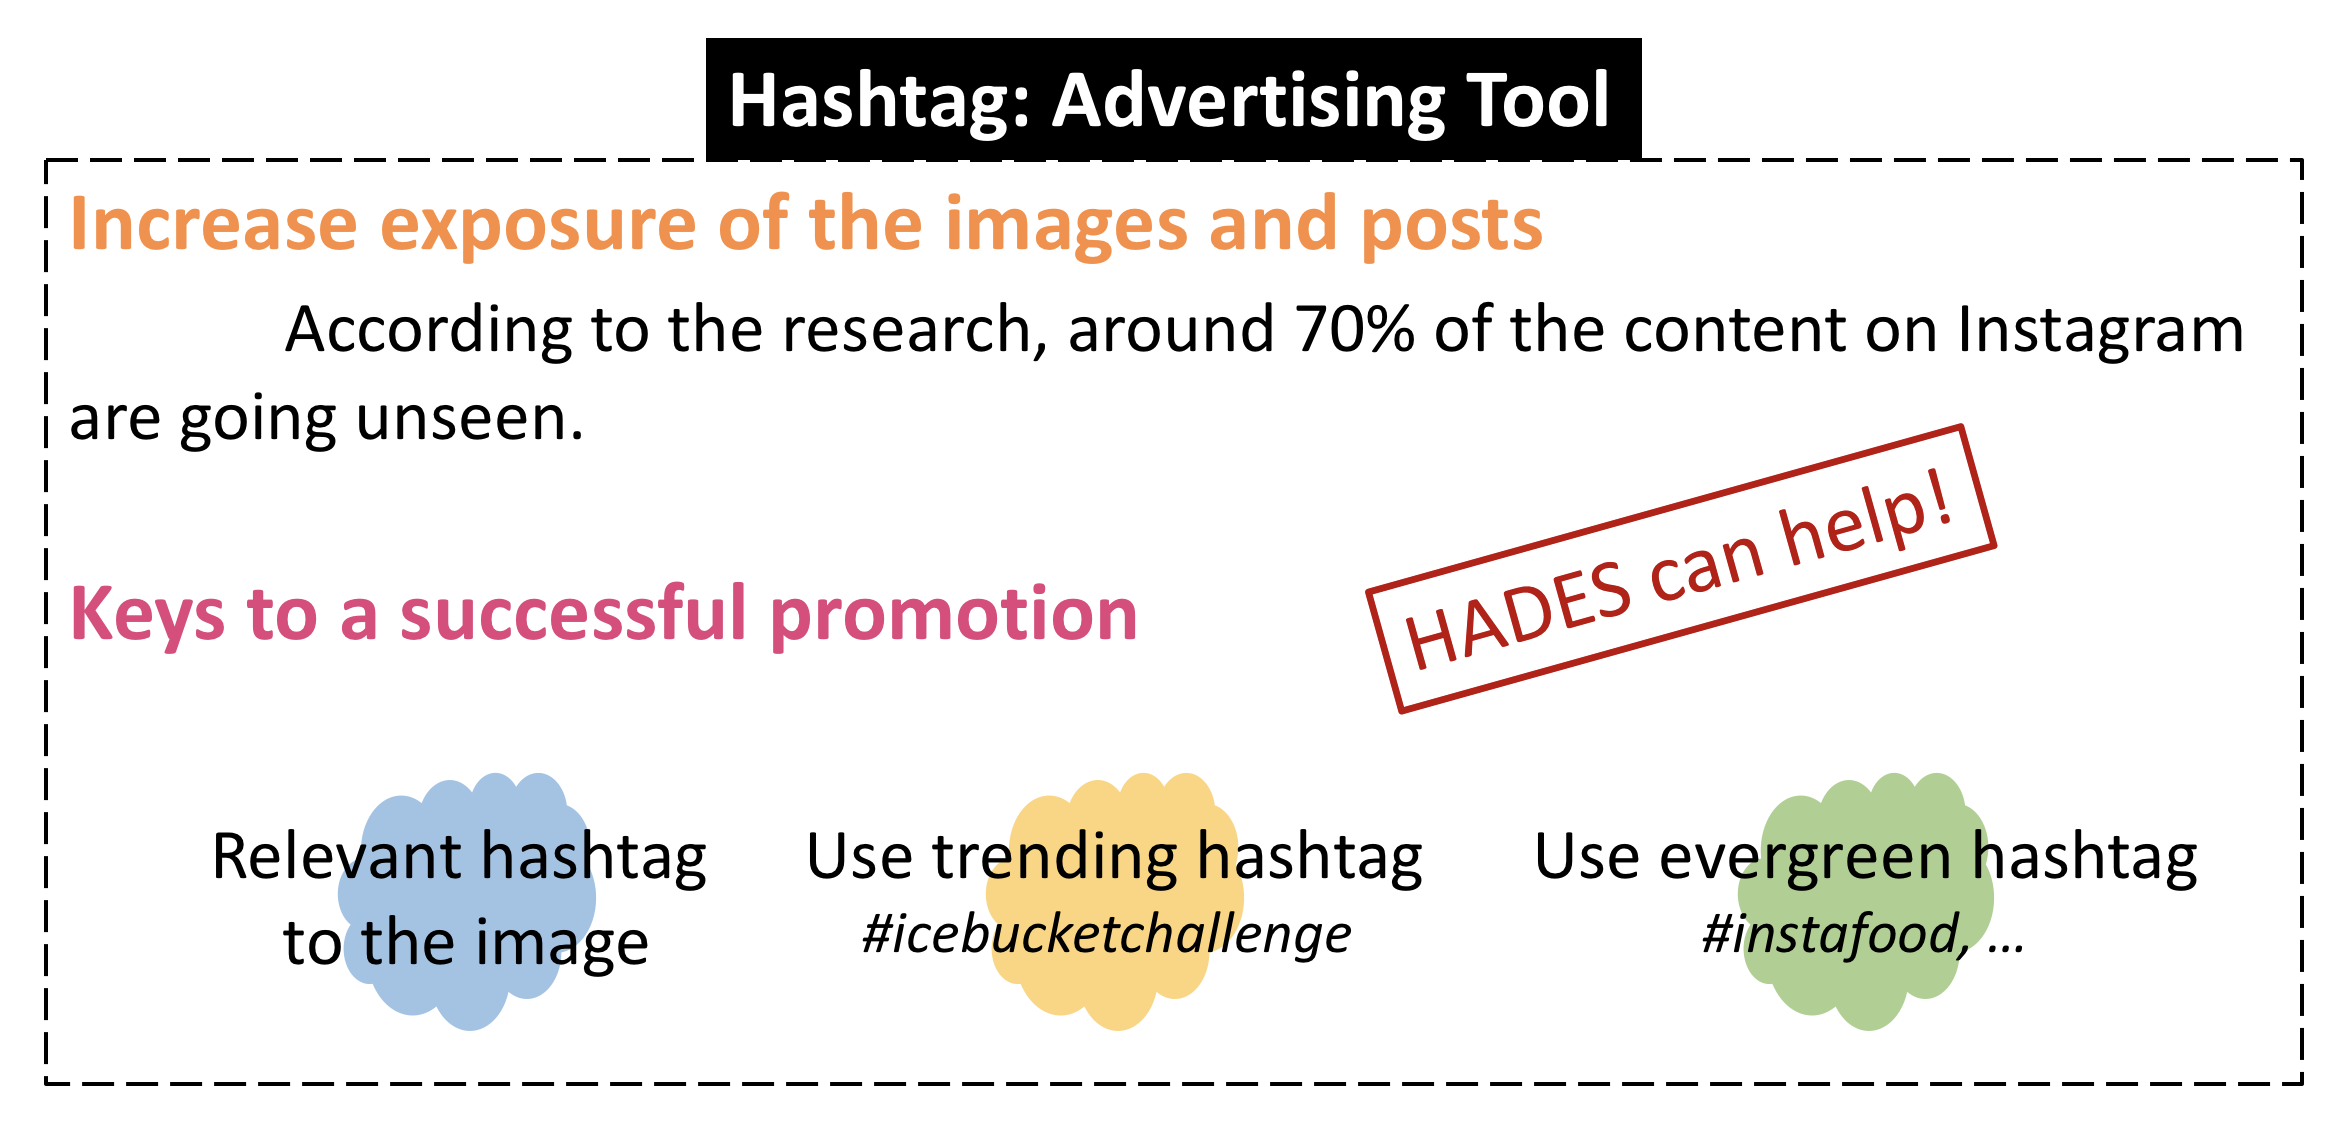 Hashtag: Advertising Tool
Increase exposure of the images and posts
According to the research, around 70% of the content on Instagram
are going unseen.
HADES can help!
Keys to a successful promotion
Relevant hashtag
to the image
Use trending hashtag
#icebucketchallenge
Use evergreen hashtag
#instafood, ...